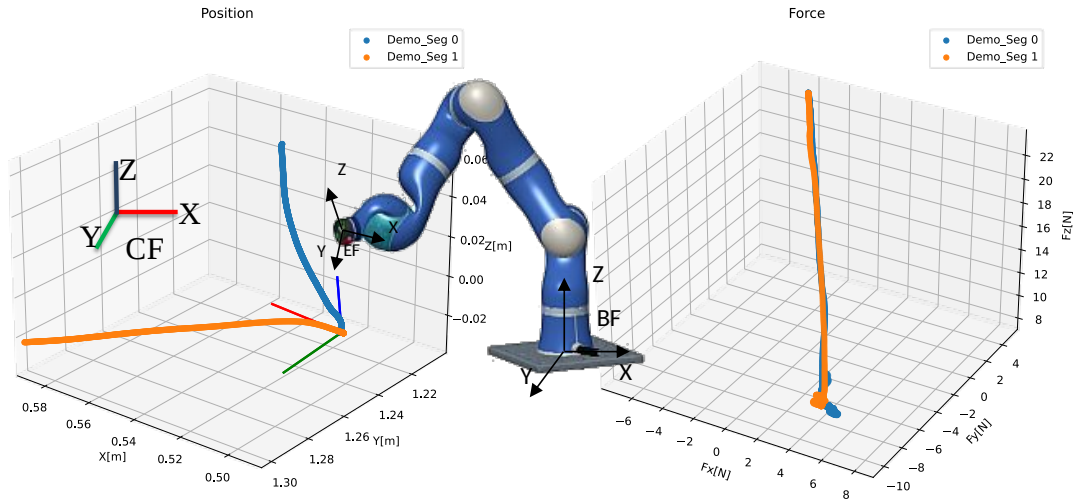 Position
Demo_Seg 0
Demo_Seg 1
Force
Demo_Seg 0
Demo_Seg 1
Z
X
Y
CF
Z
X
Y
EF
Z
BF
X
Y
0.06
0.04
0.02
0.00
−0.02
Z[m]
0.58
0.56
0.54
0.52
0.50
X[m]
1.22
1.24
1.26
1.28
1.30
Y[m]
22
20
18
16
14
12
10
8
Fz[N]
−6
−4
−2
0
2
4
6
8
Fx[N]
4
2
0
−2
−4
−6
−8
−10
Fy[N]